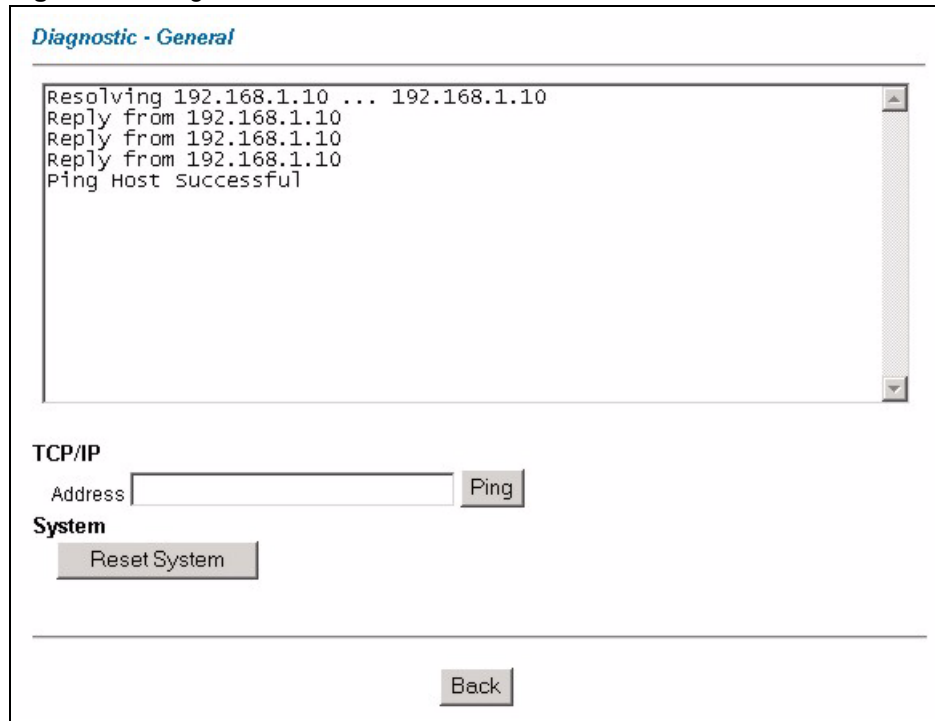 Diagnostic - General
Resolving 192.168.1.10 ... 192.168.1.10
Reply from 192.168.1.10
Reply from 192.168.1.10
Reply from 192.168.1.10
Ping Host Successful
TCP/IP
Address Ping
System
Reset System
Back